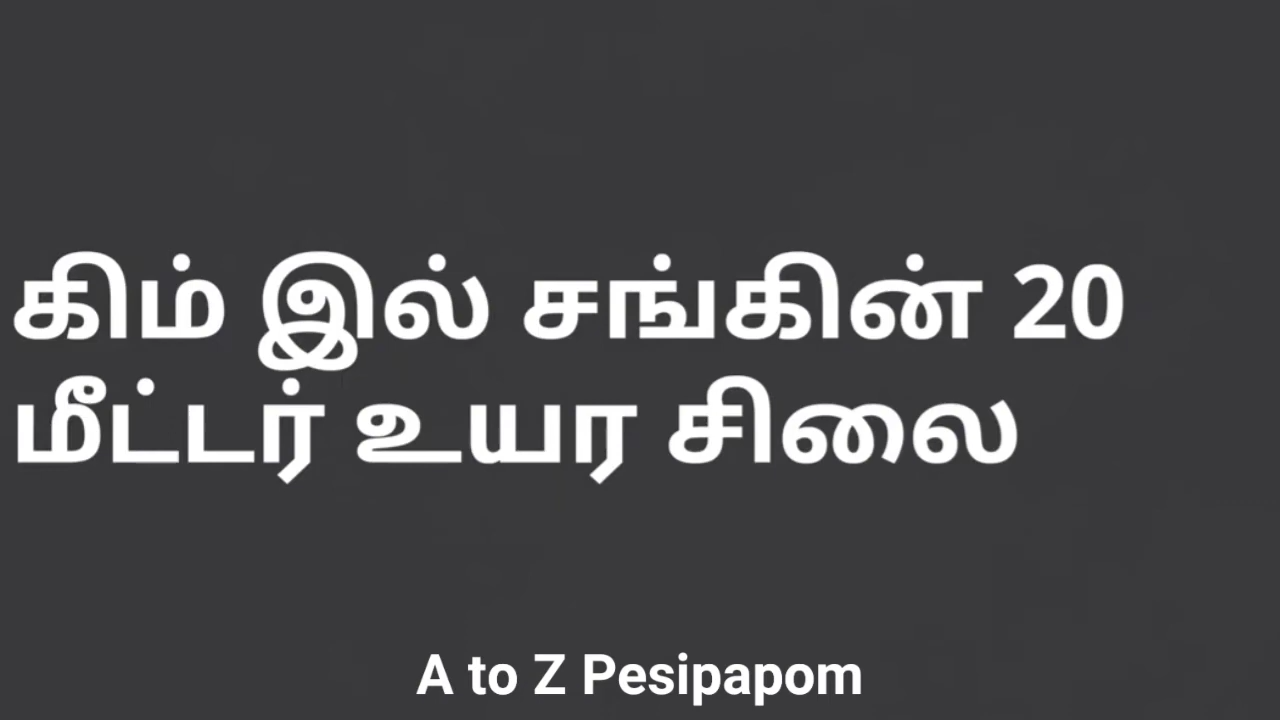 கிம் இல் சங்கின் 20
மீட்டர் உயர சிலை
A to Z Pesipapom